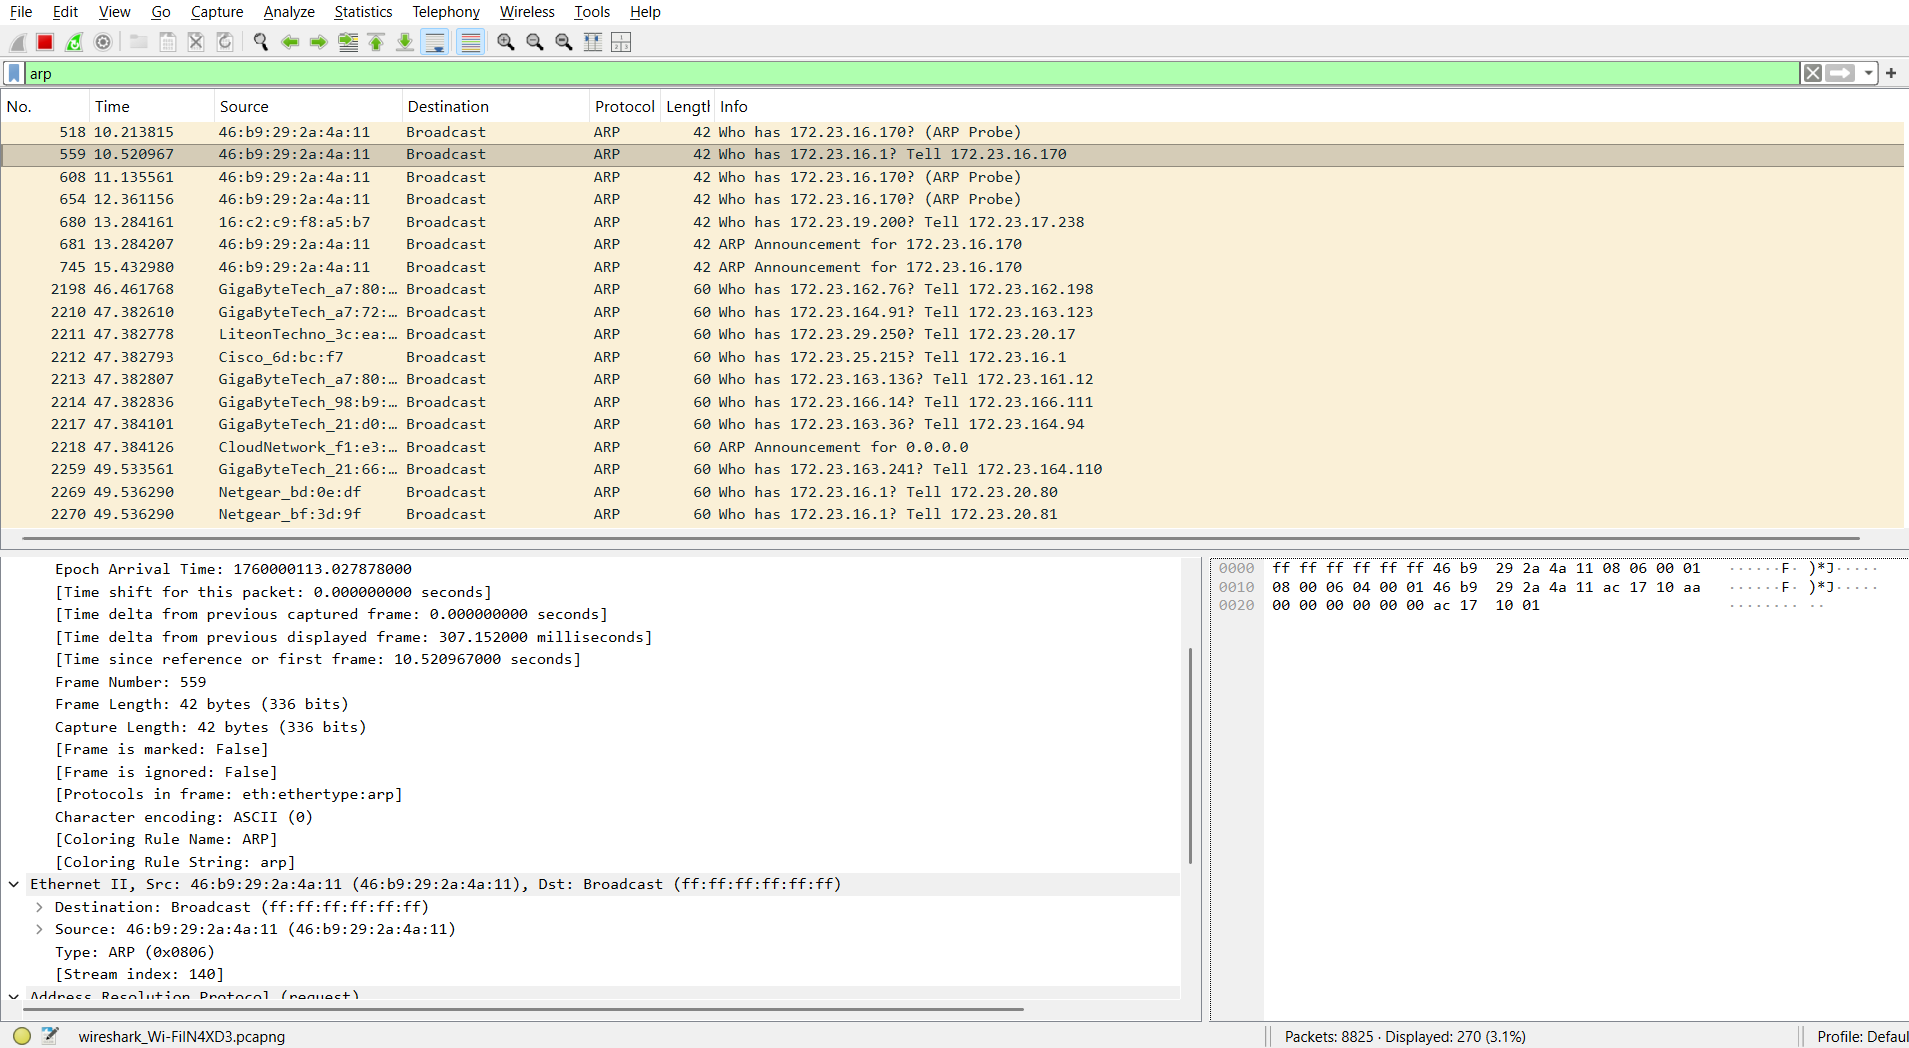 File Edit View Go Capture Analyze Statistics Telephony Wireless Tools Help
arp
No. Time Source Destination Protocol Lengtl Info
518 10.213815 46:b9:29:2a:4a:11 Broadcast ARP 42 Who has 172.23.16.170? (ARP Probe)
559 10.520967 46:b9:29:2a:4a:11 Broadcast ARP 42 Who has 172.23.16.1? Tell 172.23.16.170
608 11.135561 46:b9:29:2a:4a:11 Broadcast ARP 42 Who has 172.23.16.170? (ARP Probe)
654 12.361156 46:b9:29:2a:4a:11 Broadcast ARP 42 Who has 172.23.16.170? (ARP Probe)
680 13.284161 16:c2:c9:f8:a5:b7 Broadcast ARP 42 Who has 172.23.19.200? Tell 172.23.17.238
681 13.284207 46:b9:29:2a:4a:11 Broadcast ARP 42 ARP Announcement for 172.23.16.170
745 15.432980 46:b9:29:2a:4a:11 Broadcast ARP 42 ARP Announcement for 172.23.16.170
2198 46.461768 GigaByteTech_a7:80:… Broadcast ARP 60 Who has 172.23.162.76? Tell 172.23.162.198
2210 47.382610 GigaByteTech_a7:72:… Broadcast ARP 60 Who has 172.23.164.91? Tell 172.23.163.123
2211 47.382778 LiteonTechno_3c:ea:… Broadcast ARP 60 Who has 172.23.29.250? Tell 172.23.20.17
2212 47.382793 Cisco_6d:bc:f7 Broadcast ARP 60 Who has 172.23.25.215? Tell 172.23.16.1
2213 47.382807 GigaByteTech_a7:80:… Broadcast ARP 60 Who has 172.23.163.136? Tell 172.23.161.12
2214 47.382836 GigaByteTech_98:b9:… Broadcast ARP 60 Who has 172.23.166.14? Tell 172.23.166.111
2217 47.384101 GigaByteTech_21:d0:… Broadcast ARP 60 Who has 172.23.163.36? Tell 172.23.164.94
2218 47.384126 CloudNetwork_f1:e3:… Broadcast ARP 60 ARP Announcement for 0.0.0.0
2259 49.533561 GigaByteTech_21:66:… Broadcast ARP 60 Who has 172.23.163.241? Tell 172.23.164.110
2269 49.536290 Netgear_bd:0e:df Broadcast ARP 60 Who has 172.23.16.1? Tell 172.23.20.80
2270 49.536290 Netgear_bf:3d:9f Broadcast ARP 60 Who has 172.23.16.1? Tell 172.23.20.81
Epoch Arrival Time: 1760000113.027878000
[Time shift for this packet: 0.000000000 seconds]
[Time delta from previous captured frame: 0.000000000 seconds]
[Time delta from previous displayed frame: 307.152000 milliseconds]
[Time since reference or first frame: 10.520967000 seconds]
Frame Number: 559
Frame Length: 42 bytes (336 bits)
Capture Length: 42 bytes (336 bits)
[Frame is marked: False]
[Frame is ignored: False]
[Protocols in frame: eth:ethertype:arp]
Character encoding: ASCII (0)
[Coloring Rule Name: ARP]
[Coloring Rule String: arp]
Ethernet II, Src: 46:b9:29:2a:4a:11 (46:b9:29:2a:4a:11), Dst: Broadcast (ff:ff:ff:ff:ff:ff)
Destination: Broadcast (ff:ff:ff:ff:ff:ff)
Source: 46:b9:29:2a:4a:11 (46:b9:29:2a:4a:11)
Type: ARP (0x0806)
[Stream index: 140]
Address Resolution Protocol (request)
0000 ff ff ff ff ff ff 46 b9 29 2a 4a 11 08 06 00 01 ······F· )*J·····
0010 08 00 06 04 00 01 46 b9 29 2a 4a 11 ac 17 10 aa ······F· )*J·····
0020 00 00 00 00 00 00 ac 17 10 01 ········ ··
wireshark_Wi-FiIN4XD3.pcapng
Packets: 8825 · Displayed: 270 (3.1%)
Profile: Defaul